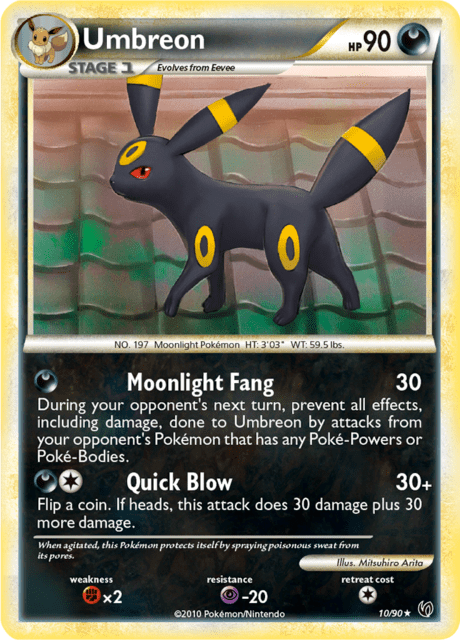 Umbreon
HP 90
STAGE 1
Evolves from Eevee
NO. 197 Moonlight Pokémon HT: 3'03" WT: 59.5 lbs.
Moonlight Fang 30
During your opponent's next turn, prevent all effects,
including damage, done to Umbreon by attacks from
your opponent's Pokémon that has any Poké-Powers or
Poké-Bodies.
Quick Blow 30+
Flip a coin. If heads, this attack does 30 damage plus 30
more damage.
When agitated, this Pokémon protects itself by spraying poisonous sweat from
its pores.
Illus. Mitsuhiro Arita
weakness resistance retreat cost
×2 -20
©2010 Pokémon/Nintendo 10/90★